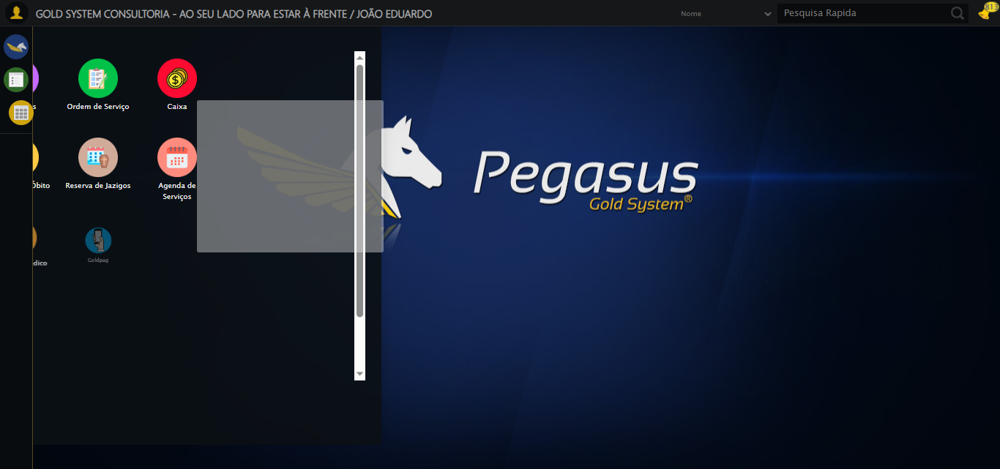 GOLD SYSTEM CONSULTORIA - AO SEU LADO PARA ESTAR À FRENTE / JOÃO EDUARDO
Nome
Pesquisa Rapida
813
s
Ordem de Serviço
Caixa
Óbito
Reserva de Jazigos
Agenda de
Serviços
dico
Goldpag
Pegasus
Gold System®